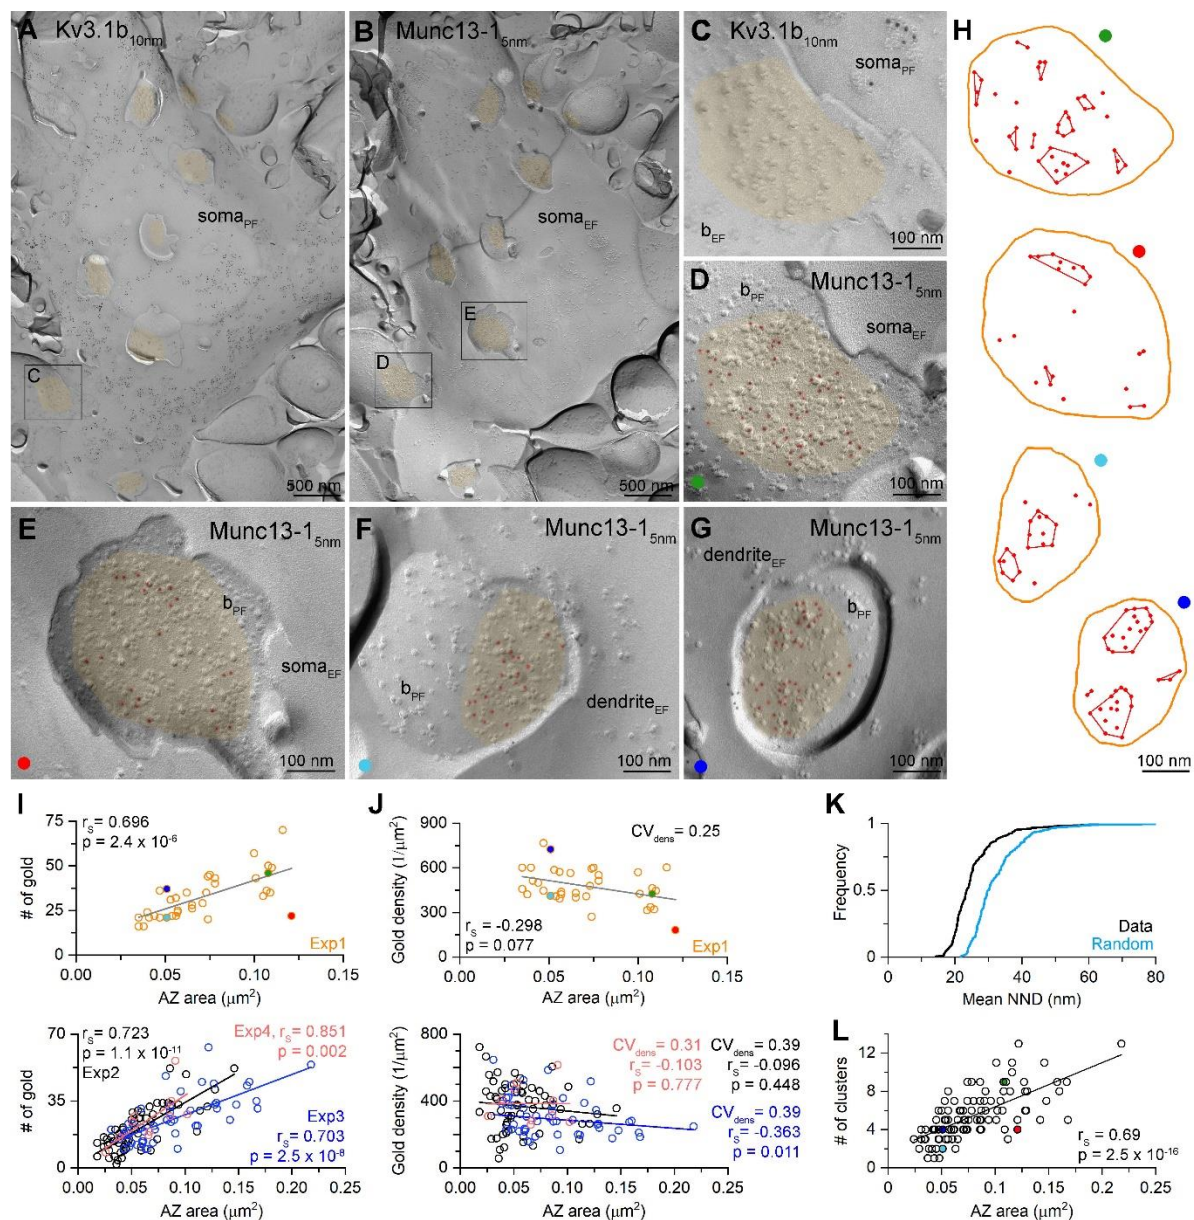 A Kv3.1b10nm
somaPF
C
500 nm
B Munc13-15nm
somaEF
E
D
500 nm
C Kv3.1b10nm
somaPF
bEF
100 nm
D Munc13-15nm
bPF
somaEF
100 nm
H
100 nm
E Munc13-15nm
bPF
somaEF
100 nm
F Munc13-15nm
bPF
dendriteEF
100 nm
G Munc13-15nm
dendriteEF
bPF
100 nm
I
75
50
25
0
# of gold
rS = 0.696
p = 2.4 x 10-6
Exp1
0.00 0.05 0.10 0.15
AZ area (μm2)
70
35
0
# of gold
rS = 0.723
p = 1.1 x 10-11
Exp2
Exp4, rS = 0.851
p = 0.002
Exp3
rS = 0.703
p = 2.5 x 10-8
0.00 0.05 0.10 0.15 0.20 0.25
AZ area (μm2)
J
900
600
300
0
Gold density (1/μm2)
CVdens = 0.25
rS = -0.298
p = 0.077
Exp1
0.00 0.05 0.10 0.15
AZ area (μm2)
800
600
400
200
0
Gold density (1/μm2)
CVdens = 0.31
rS = -0.103
p = 0.777
CVdens = 0.39
rS = -0.096
p = 0.448
CVdens = 0.39
rS = -0.363
p = 0.011
0.00 0.05 0.10 0.15 0.20 0.25
AZ area (μm2)
K
1
0.5
0
Frequency
Data
Random
0 20 40 60 80
Mean NND (nm)
L
12
8
4
0
# of clusters
rS = 0.69
p = 2.5 x 10-16
0.00 0.05 0.10 0.15 0.20 0.25
AZ area (μm2)